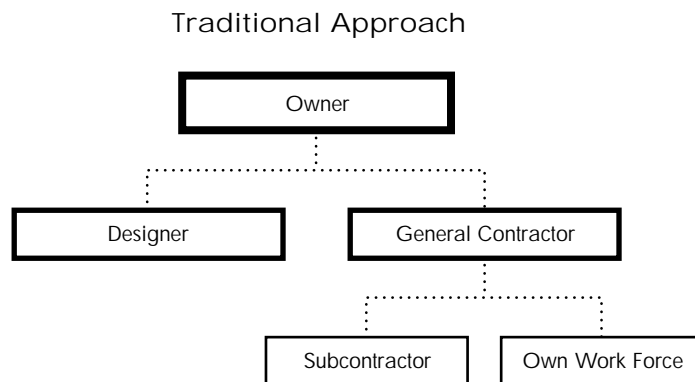 Traditional Approach
Owner
Designer
General Contractor
Subcontractor
Own Work Force